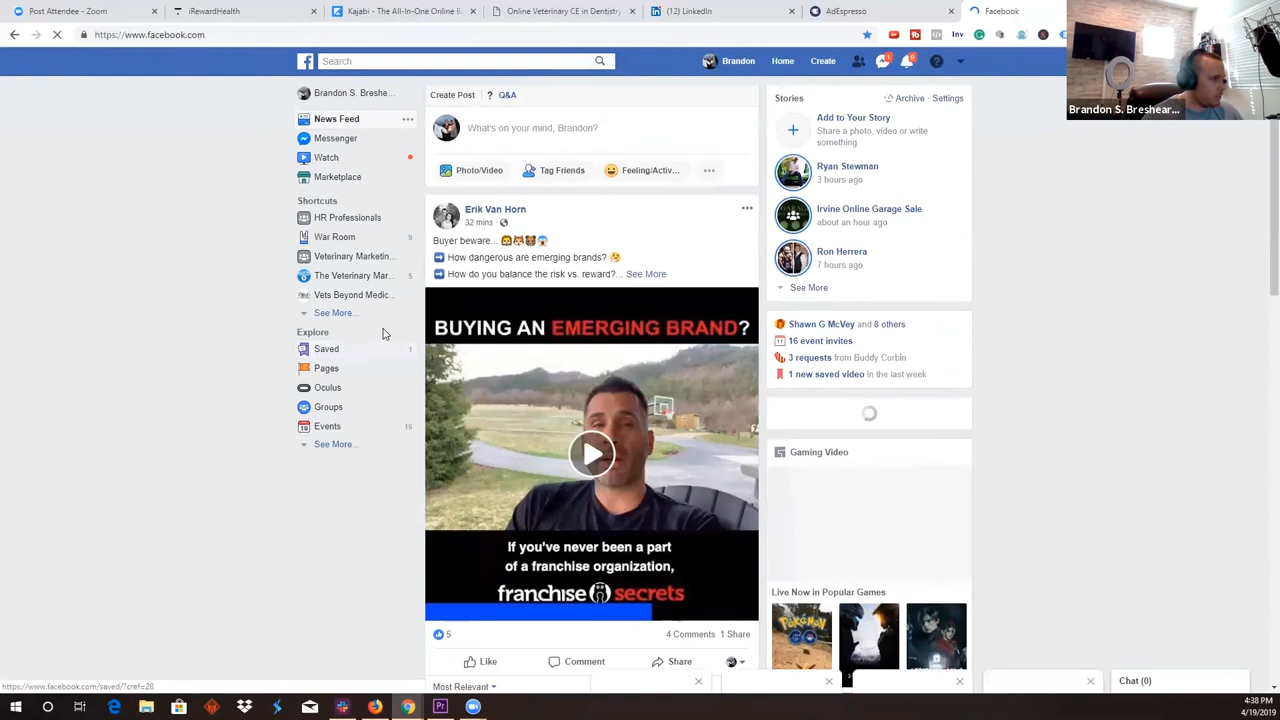 Post Attendee - Zoom
iRewardHealth
Kajabi - The All-In-One Online B
Online Veterinary CE in Dentistry
(12) LinkedIn
AdEspresso
Facebook
https://www.facebook.com
Inv
Search
Brandon
Home
Create
Brandon S. Breshear...
Brandon S. Breshe...
News Feed
Messenger
Watch
Marketplace
Shortcuts
HR Professionals
War Room 9
Veterinary Marketin...
The Veterinary Mar... 5
Vets Beyond Medic...
See More...
Explore
Saved 1
Pages
Oculus
Groups
Events 16
See More...
Create Post
? Q&A
What's on your mind, Brandon?
Photo/Video
Tag Friends
Feeling/Activ...
Erik Van Horn
32 mins
Buyer beware...
How dangerous are emerging brands?
How do you balance the risk vs. reward?... See More
BUYING AN EMERGING BRAND?
If you've never been a part
of a franchise organization,
franchise secrets
5
4 Comments 1 Share
Like
Comment
Share
Most Relevant
Stories
Archive · Settings
Add to Your Story
Share a photo, video or write
something
Ryan Stewman
3 hours ago
Irvine Online Garage Sale
about an hour ago
Ron Herrera
7 hours ago
See More
Shawn G McVey and 8 others
16 event invites
3 requests from Buddy Corbin
1 new saved video in the last week
Gaming Video
Live Now in Popular Games
POKÉMON
GO
Chat (0)
https://www.facebook.com/saved/?cref=28
4:38 PM
4/19/2019